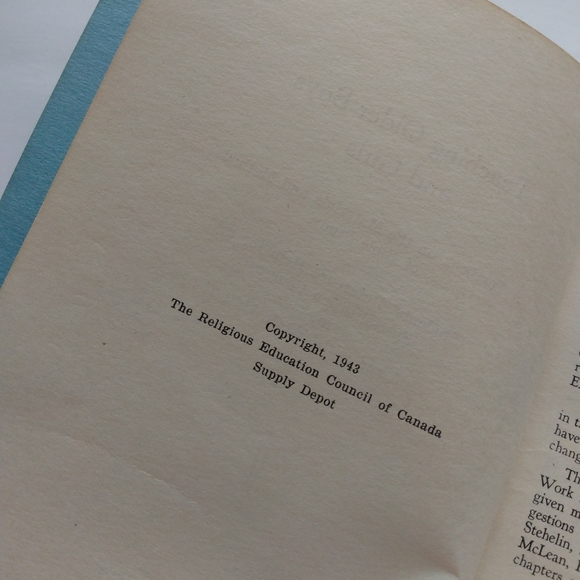 Copyright, 1943
The Religious Education Council of Canada
Supply Depot
in
have
chang
Th
Work
given m
gestions
Stehelin,
McLean,
chapters